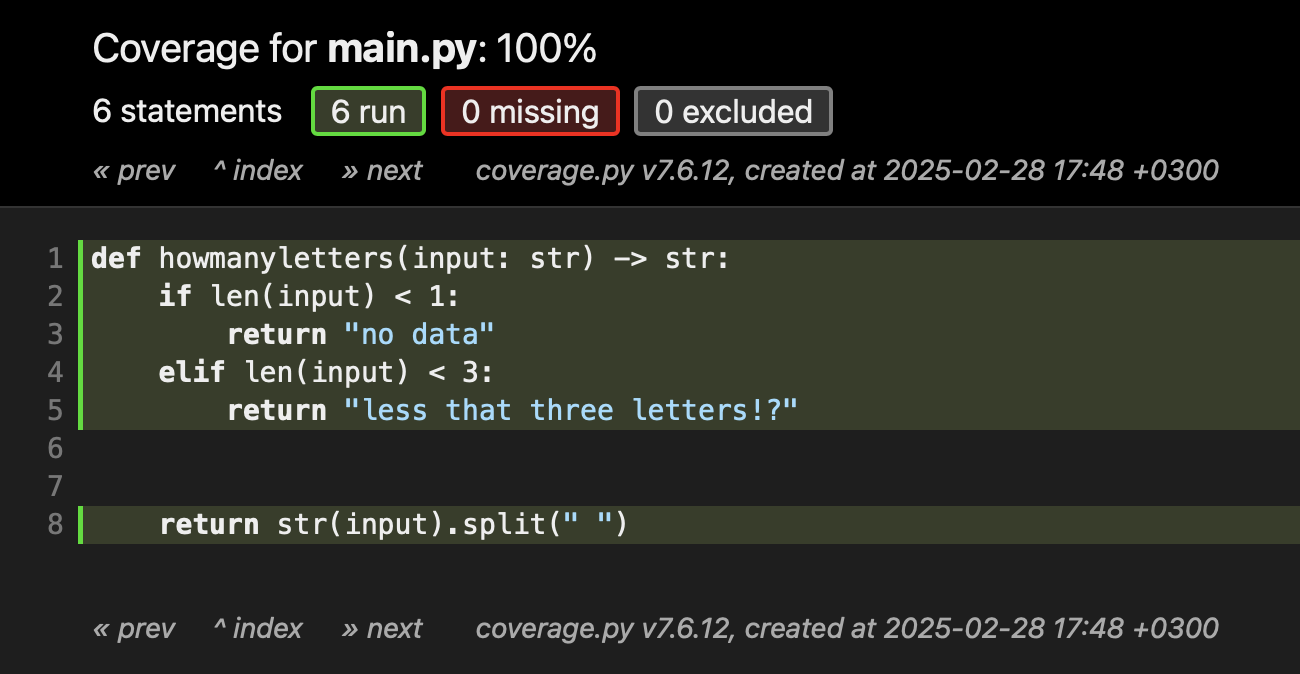 Coverage for main.py: 100%
6 statements 6 run 0 missing 0 excluded
« prev ^ index » next coverage.py v7.6.12, created at 2025-02-28 17:48 +0300
1 def howmanyletters(input: str) -> str:
2     if len(input) < 1:
3         return "no data"
4     elif len(input) < 3:
5         return "less that three letters!?"
6
7
8     return str(input).split(" ")
« prev ^ index » next coverage.py v7.6.12, created at 2025-02-28 17:48 +0300